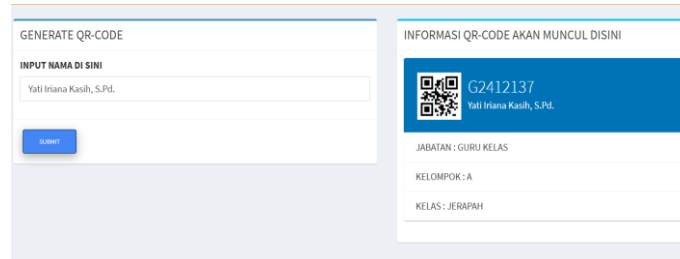 GENERATE QR-CODE
INPUT NAMA DI SINI
Yati Iriana Kasih, S.Pd.
SUBMIT
INFORMASI QR-CODE AKAN MUNCUL DISINI
G2412137
Yati Iriana Kasih, S.Pd.
JABATAN : GURU KELAS
KELOMPOK : A
KELAS : JERAPAH